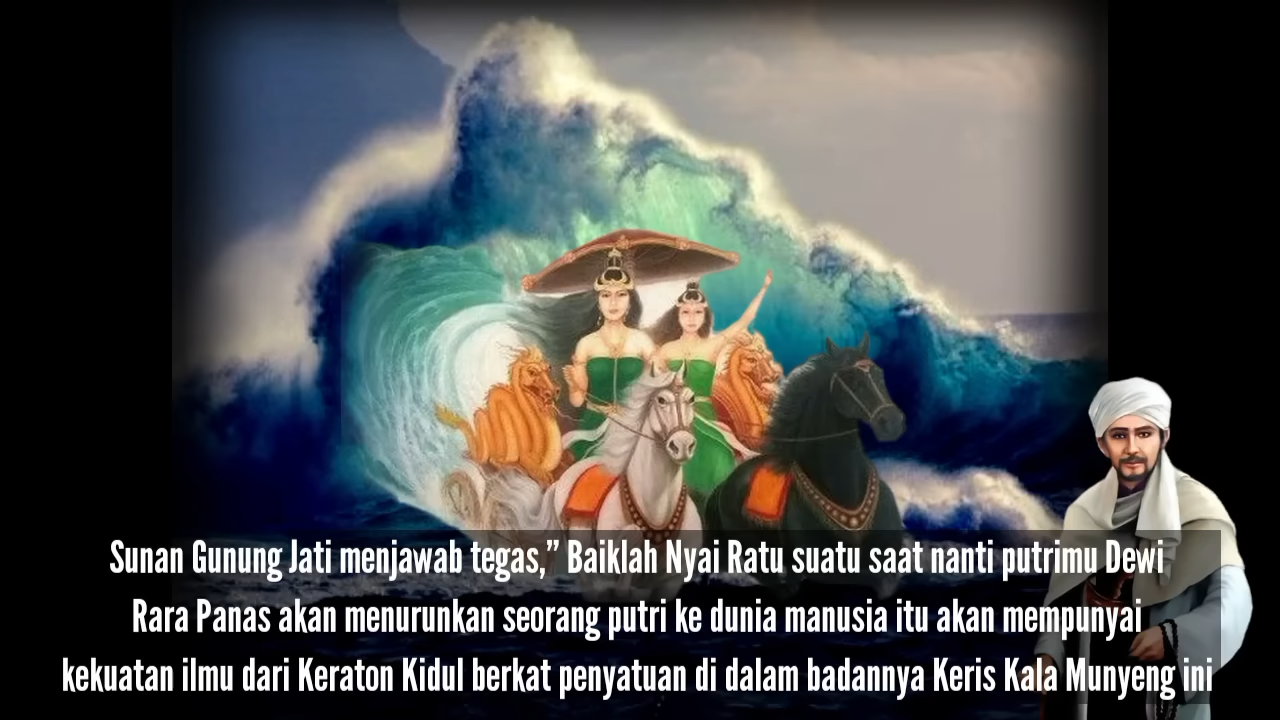 Sunan Gunung Jati menjawab tegas,” Baiklah Nyai Ratu suatu saat nanti putrimu Dewi
Rara Panas akan menurunkan seorang putri ke dunia manusia itu akan mempunyai
kekuatan ilmu dari Keraton Kidul berkat penyatuan di dalam badannya Keris Kala Munyeng ini